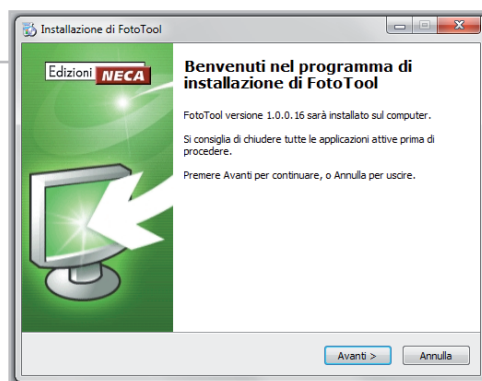 Installazione di FotoTool
Edizioni NECA
Benvenuti nel programma di
installazione di FotoTool
FotoTool versione 1.0.0.16 sarà installato sul computer.
Si consiglia di chiudere tutte le applicazioni attive prima di
procedere.
Premere Avanti per continuare, o Annulla per uscire.
Avanti > Annulla